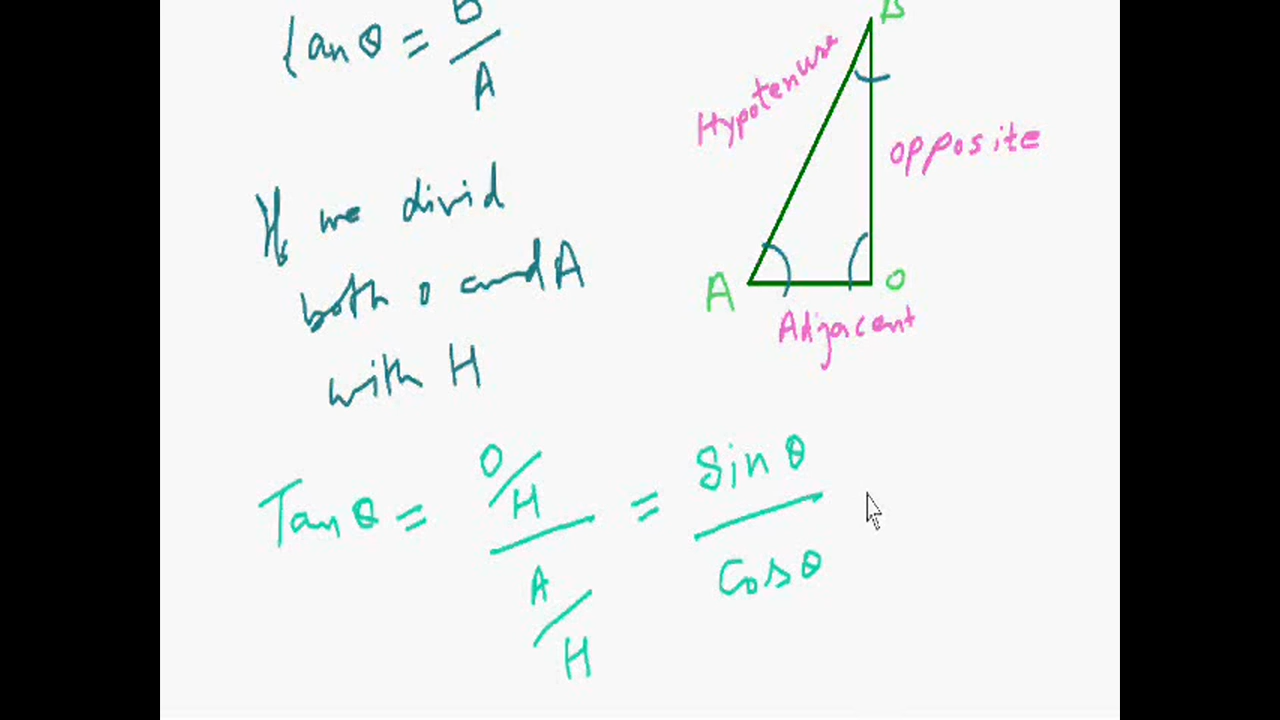 tan θ = O/A
If we divid
both O and A
with H
Tan θ = O/H / A/H = Sin θ / Cos θ
B
Hypotenuse
opposite
A
O
Adjacent